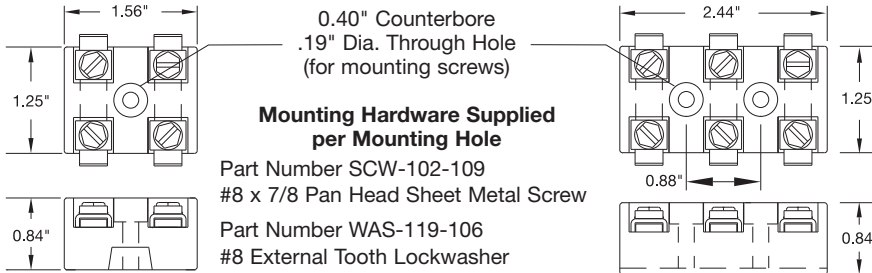 1.56"
0.40" Counterbore
.19" Dia. Through Hole
(for mounting screws)
2.44"
1.25"
1.25
Mounting Hardware Supplied
per Mounting Hole
Part Number SCW-102-109
#8 x 7/8 Pan Head Sheet Metal Screw
0.88"
0.84"
Part Number WAS-119-106
#8 External Tooth Lockwasher
0.84